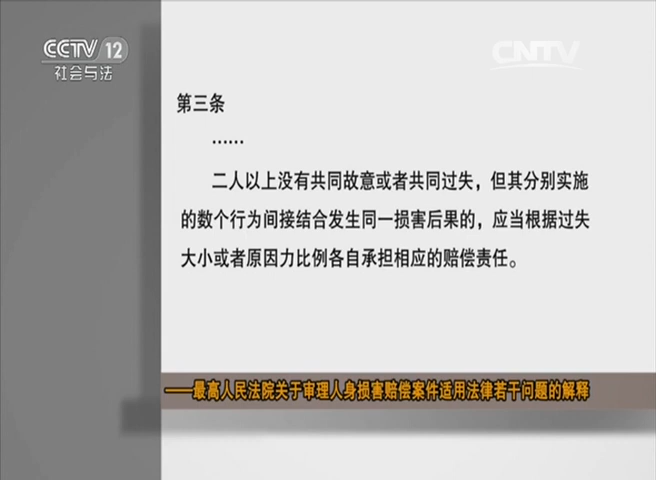 CCTV 12
社会与法
CNTV
第三条
……
二人以上没有共同故意或者共同过失，但其分别实施
的数个行为间接结合发生同一损害后果的，应当根据过失
大小或者原因力比例各自承担相应的赔偿责任。
——最高人民法院关于审理人身损害赔偿案件适用法律若干问题的解释